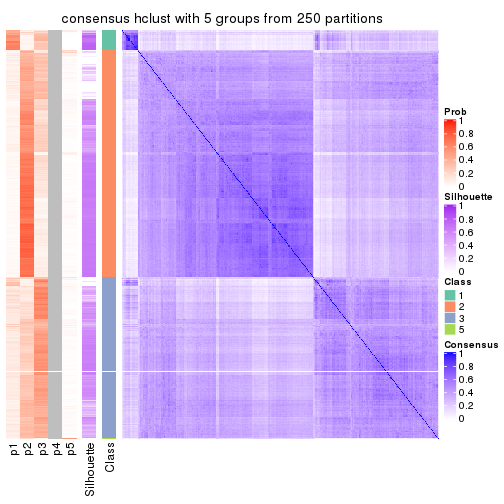 consensus hclust with 5 groups from 250 partitions
Prob
1
0.8
0.6
0.4
0.2
0
Silhouette
1
0.8
0.6
0.4
0.2
0
Class
1
2
3
5
Consensus
1
0.8
0.6
0.4
0.2
0
p1
p2
p3
p4
p5
Silhouette
Class